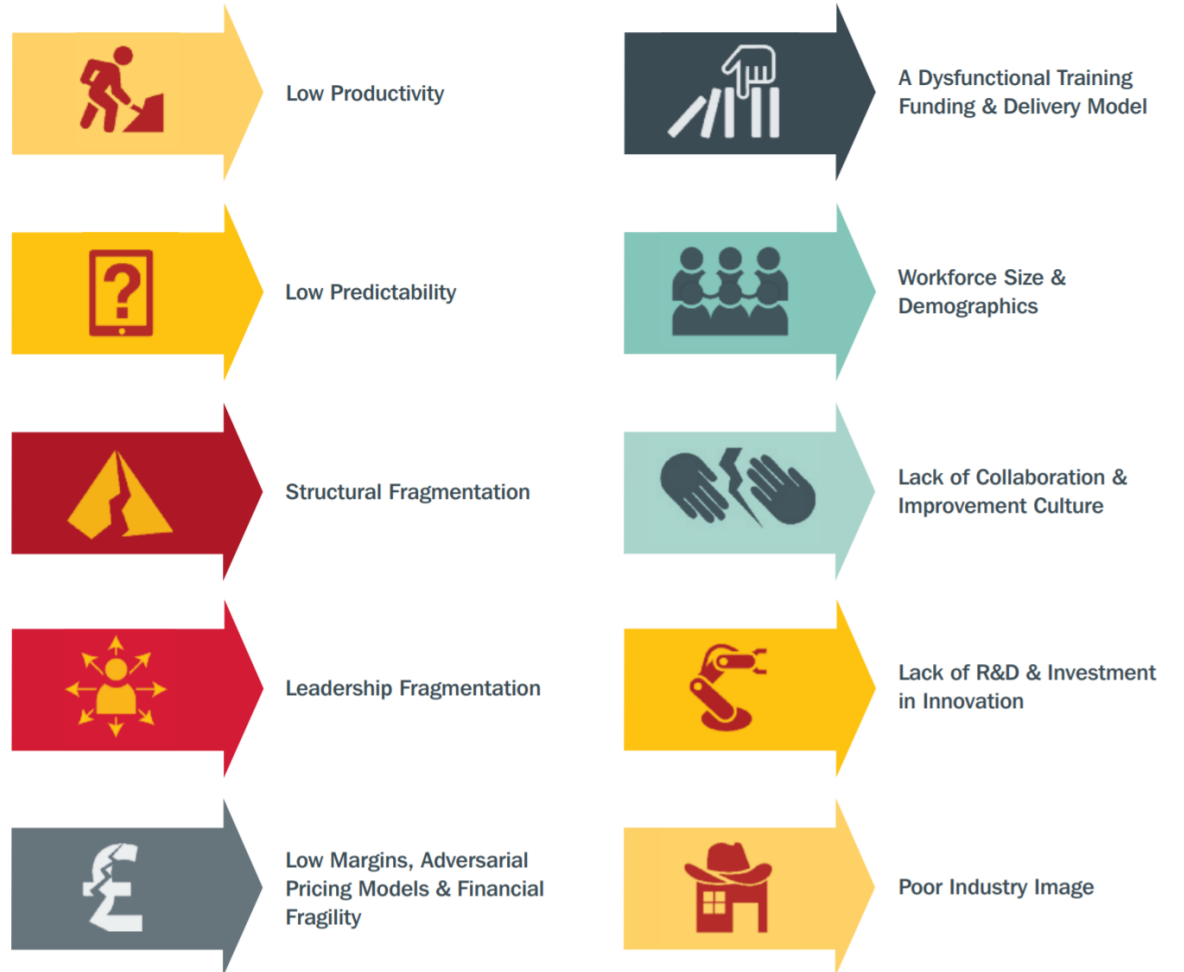 Low Productivity
Low Predictability
Structural Fragmentation
Leadership Fragmentation
Low Margins, Adversarial
Pricing Models & Financial
Fragility
A Dysfunctional Training
Funding & Delivery Model
Workforce Size &
Demographics
Lack of Collaboration &
Improvement Culture
Lack of R&D & Investment
in Innovation
Poor Industry Image